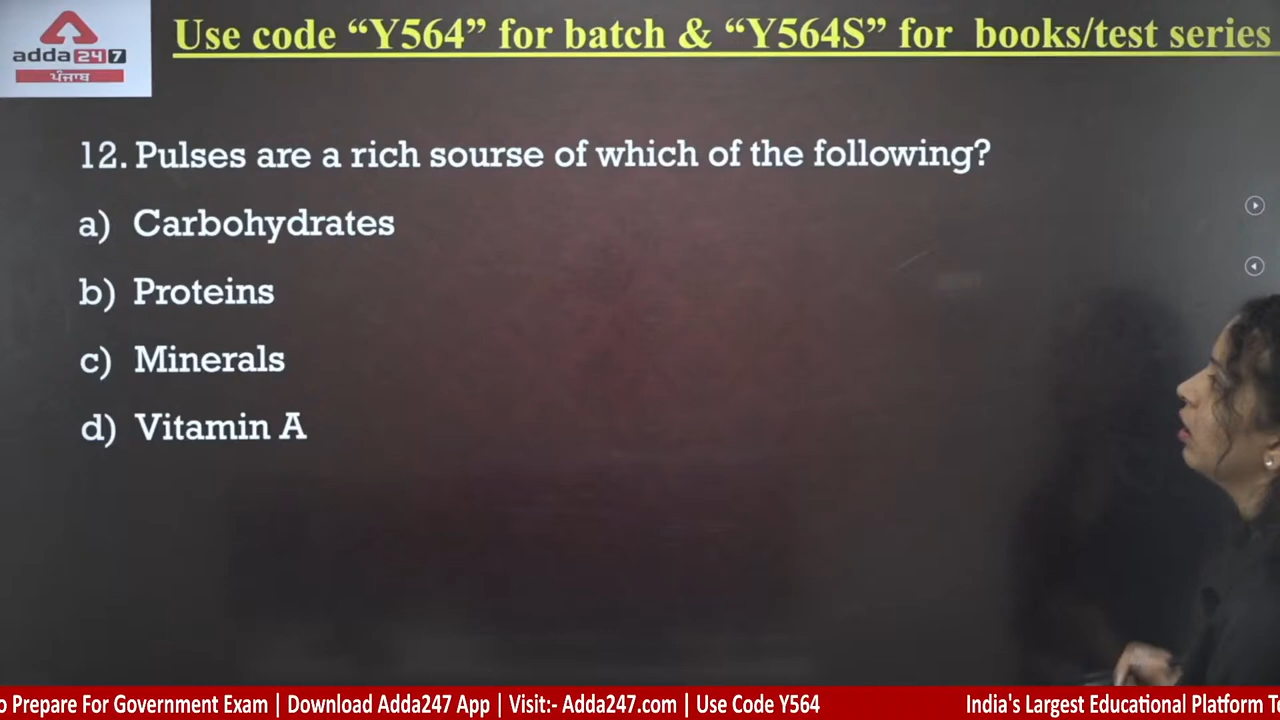 adda247
ਪੰਜਾਬ
Use code “Y564” for batch & “Y564S” for books/test series
12. Pulses are a rich sourse of which of the following?
a) Carbohydrates
b) Proteins
c) Minerals
d) Vitamin A
o Prepare For Government Exam | Download Adda247 App | Visit:- Adda247.com | Use Code Y564
India's Largest Educational Platform T